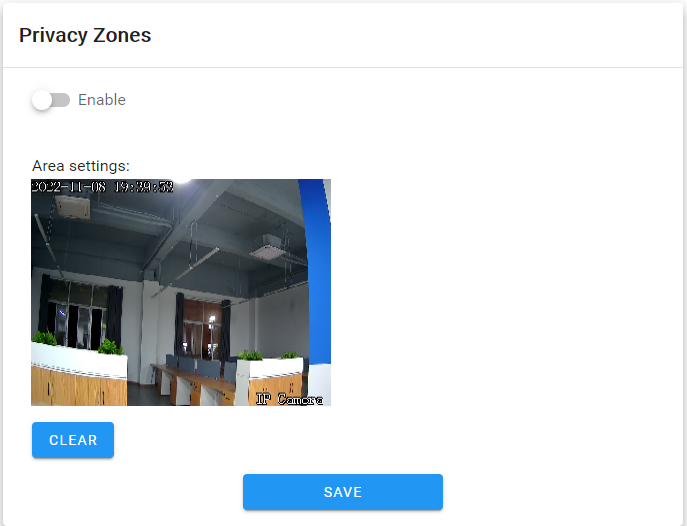 Privacy Zones
Enable
Area settings:
2022-11-08 19:39:52
IP Camera
CLEAR
SAVE